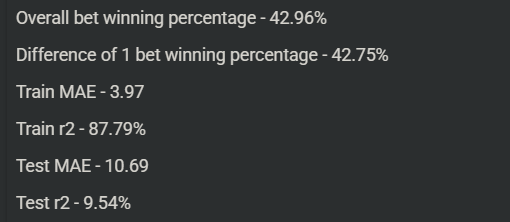 Overall bet winning percentage - 42.96%
Difference of 1 bet winning percentage - 42.75%
Train MAE - 3.97
Train r2 - 87.79%
Test MAE - 10.69
Test r2 - 9.54%